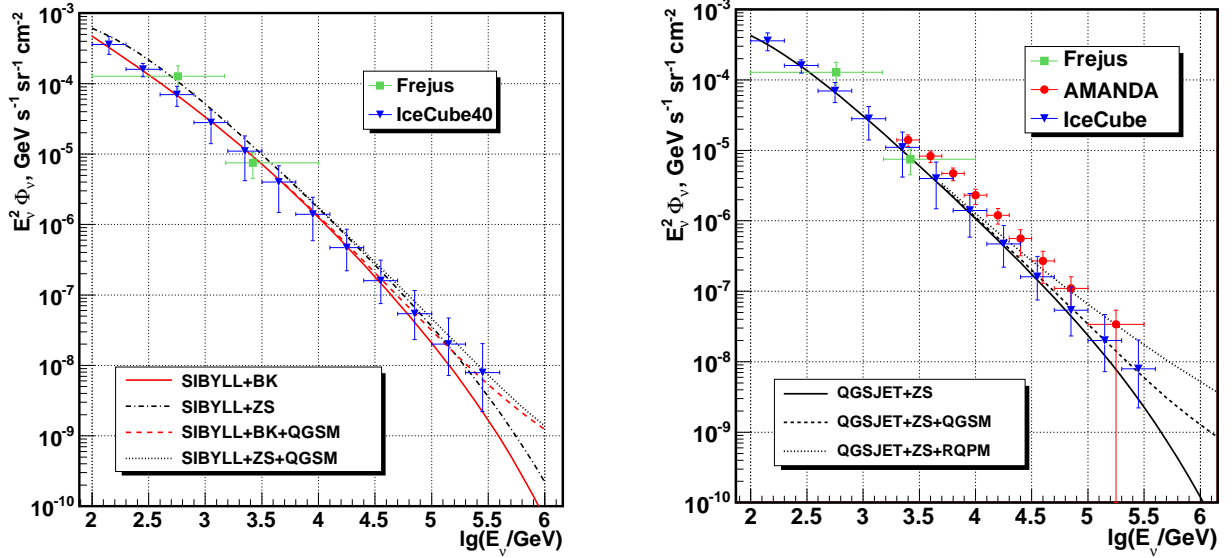 E_ν^2 Φ_ν, GeV s^-1 sr^-1 cm^-2
10^-3
10^-4
10^-5
10^-6
10^-7
10^-8
10^-9
10^-10
Frejus
IceCube40
SIBYLL+BK
SIBYLL+ZS
SIBYLL+BK+QGSM
SIBYLL+ZS+QGSM
2 2.5 3 3.5 4 4.5 5 5.5 6
lg(E_ν/GeV)
E_ν^2 Φ_ν, GeV s^-1 sr^-1 cm^-2
10^-3
10^-4
10^-5
10^-6
10^-7
10^-8
10^-9
10^-10
Frejus
AMANDA
IceCube
QGSJET+ZS
QGSJET+ZS+QGSM
QGSJET+ZS+RQPM
2 2.5 3 3.5 4 4.5 5 5.5 6
lg(E_ν/GeV)